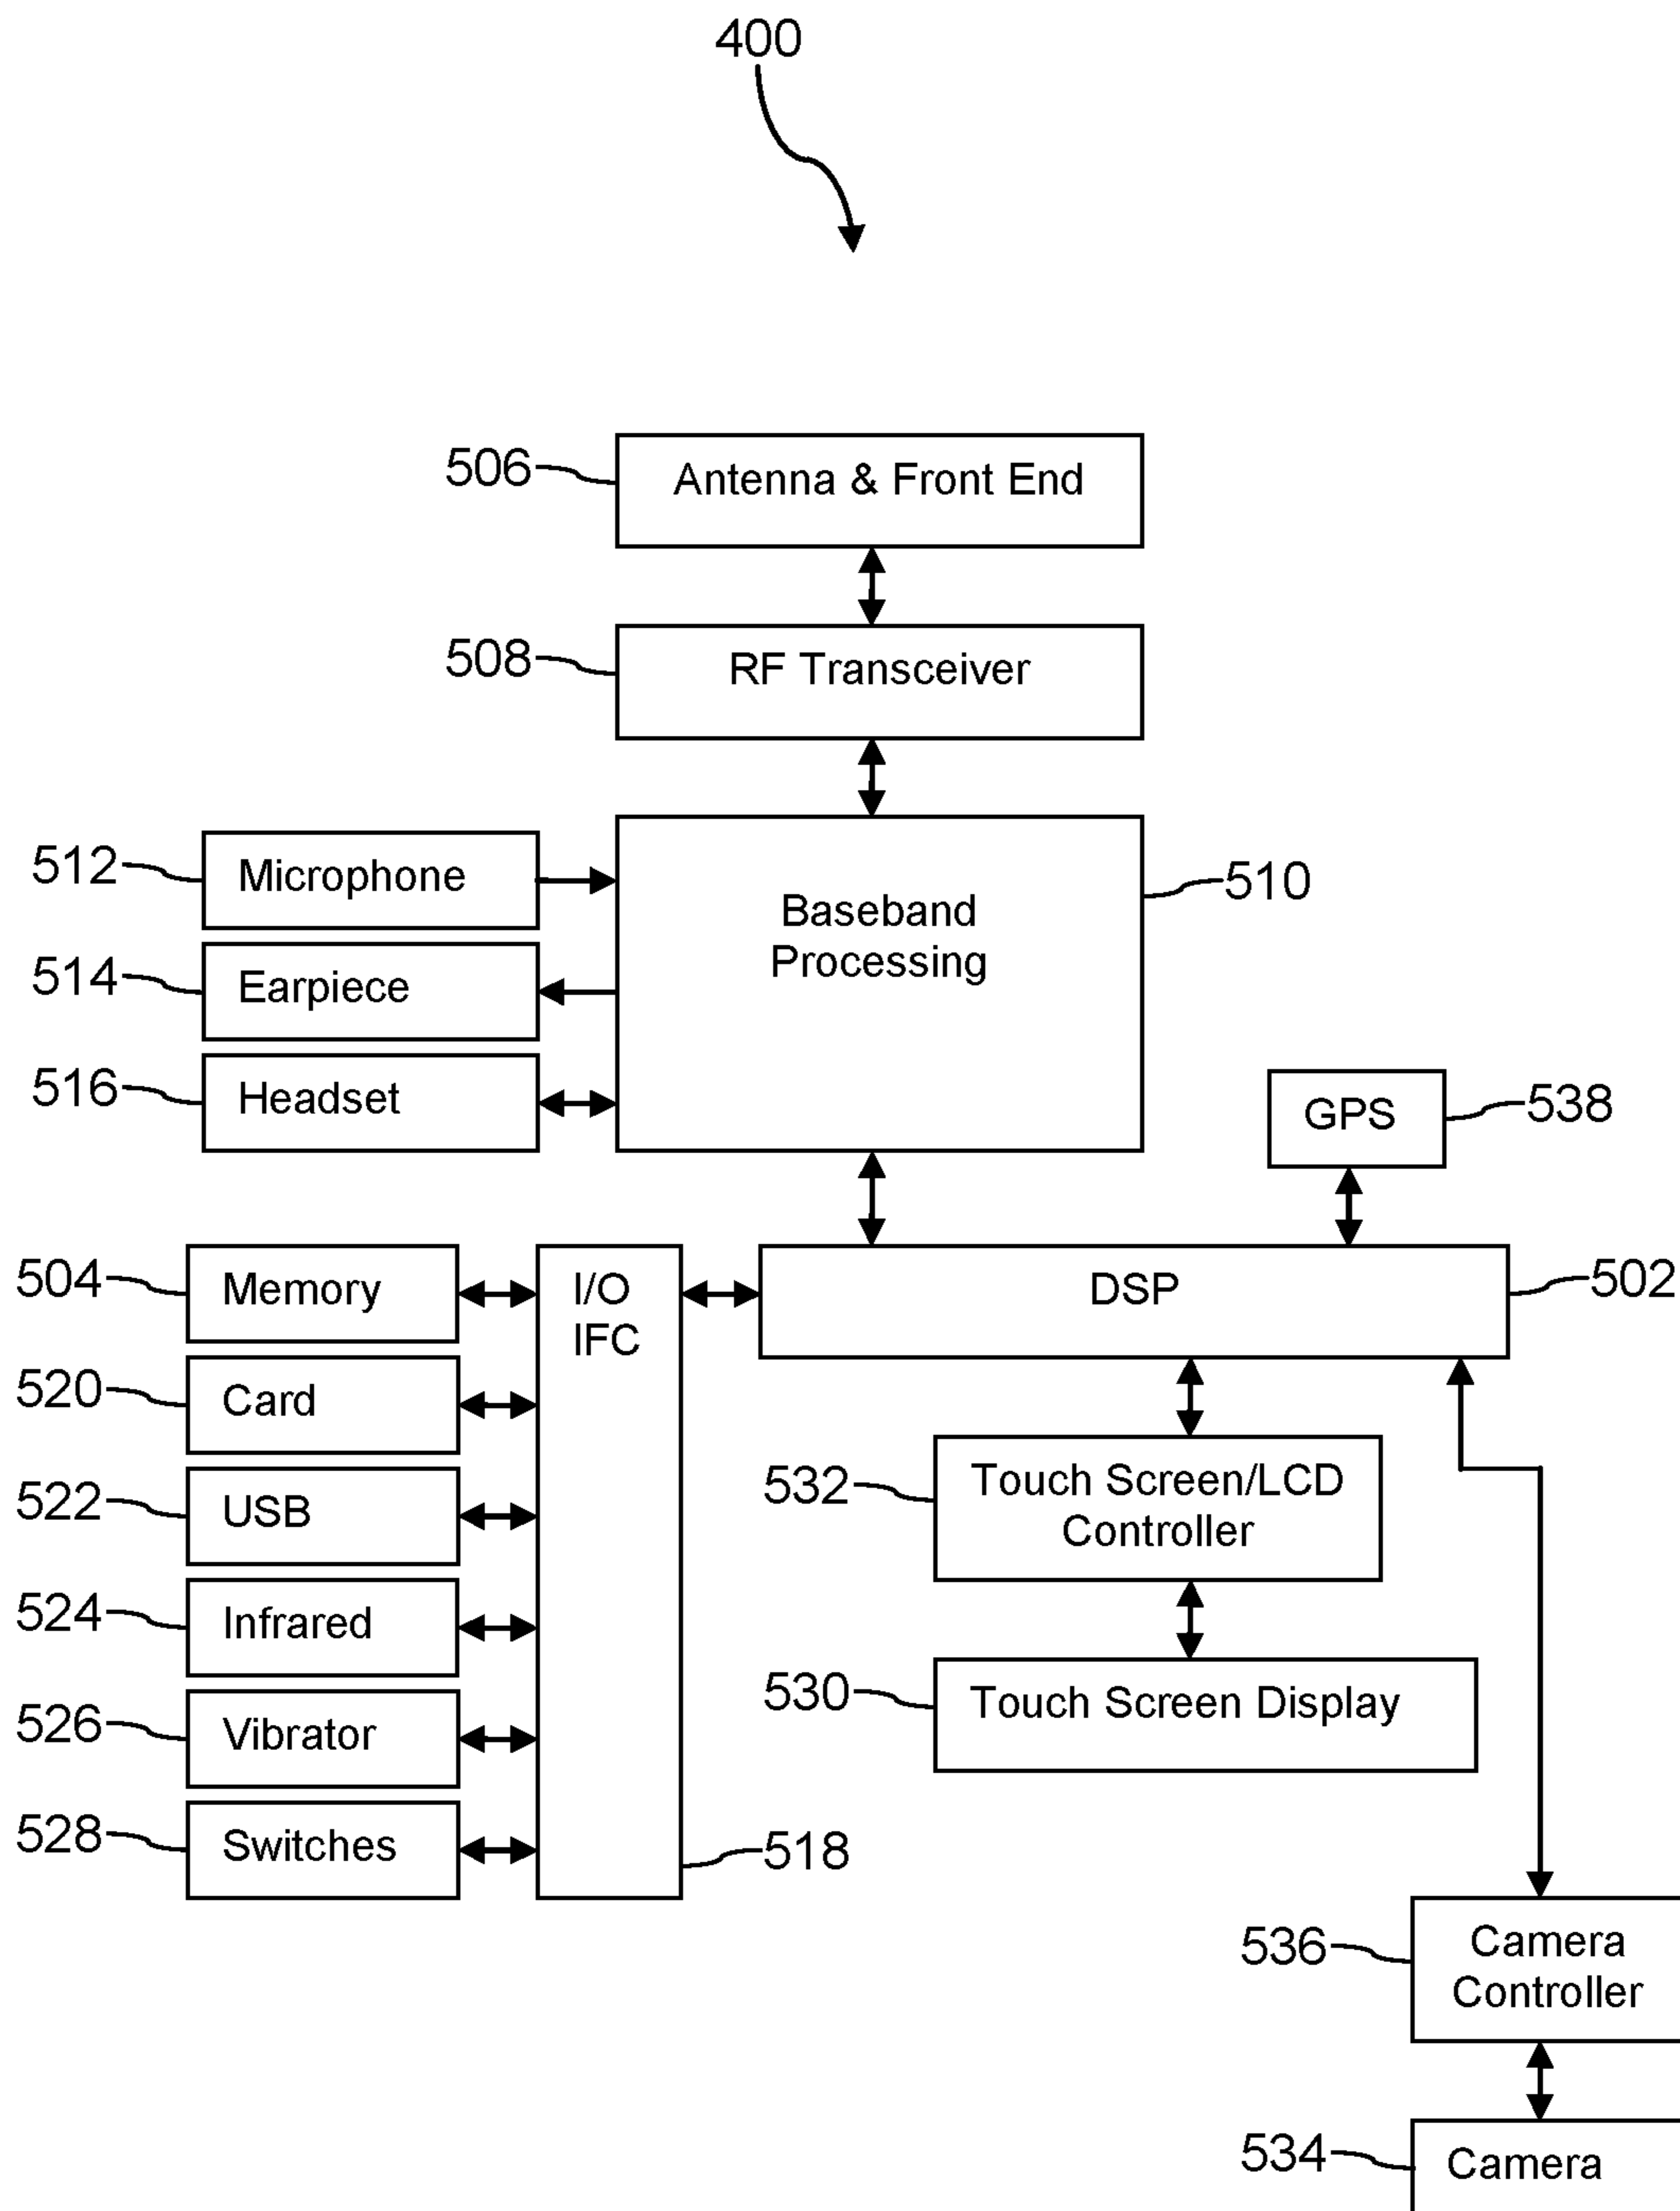 400
506
Antenna & Front End
508
RF Transceiver
512
Microphone
510
Baseband
Processing
514
Earpiece
516
Headset
GPS
538
504
Memory
I/O
IFC
DSP
502
520
Card
532
Touch Screen/LCD
Controller
522
USB
524
Infrared
530
Touch Screen Display
526
Vibrator
528
Switches
518
536
Camera
Controller
534
Camera